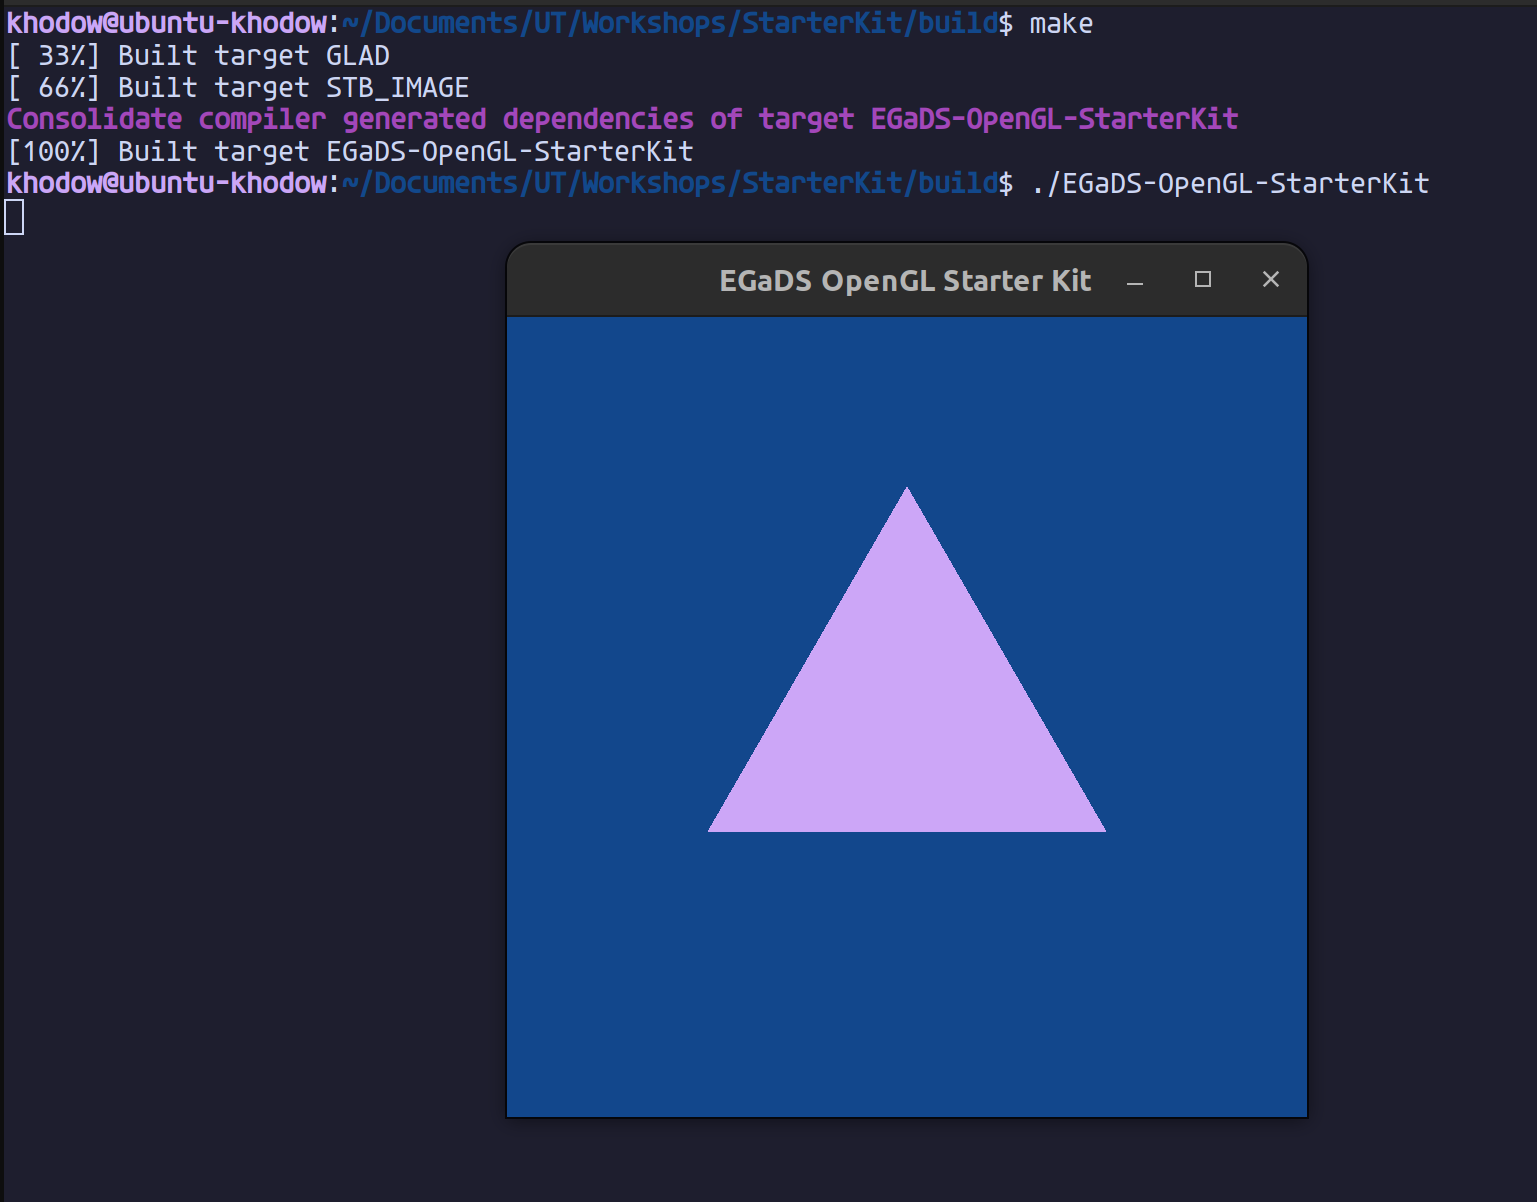 khodow@ubuntu-khodow:~/Documents/UT/Workshops/StarterKit/build$ make
[ 33%] Built target GLAD
[ 66%] Built target STB_IMAGE
Consolidate compiler generated dependencies of target EGaDS-OpenGL-StarterKit
[100%] Built target EGaDS-OpenGL-StarterKit
khodow@ubuntu-khodow:~/Documents/UT/Workshops/StarterKit/build$ ./EGaDS-OpenGL-StarterKit
EGaDS OpenGL Starter Kit